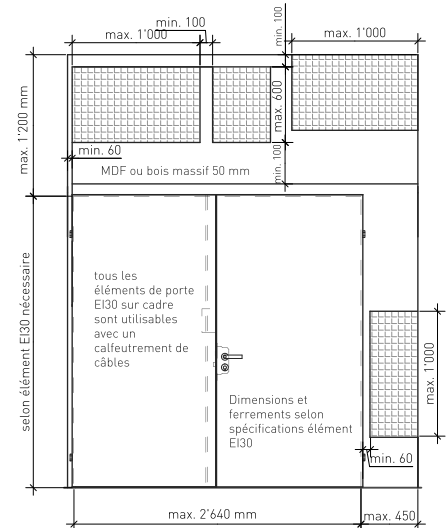 min. 100
max. 1'000
min. 100
max. 1'000
max. 1'200 mm
max. 600
min. 60
MDF ou bois massif 50 mm
min. 100
selon élément EI30 nécessaire
tous les
éléments de porte
EI30 sur cadre
sont utilisables
avec un
calfeutrement de
câbles
Dimensions et
ferrements selon
spécifications élément
EI30
max. 1'000
min. 60
max. 2'640 mm
max. 450